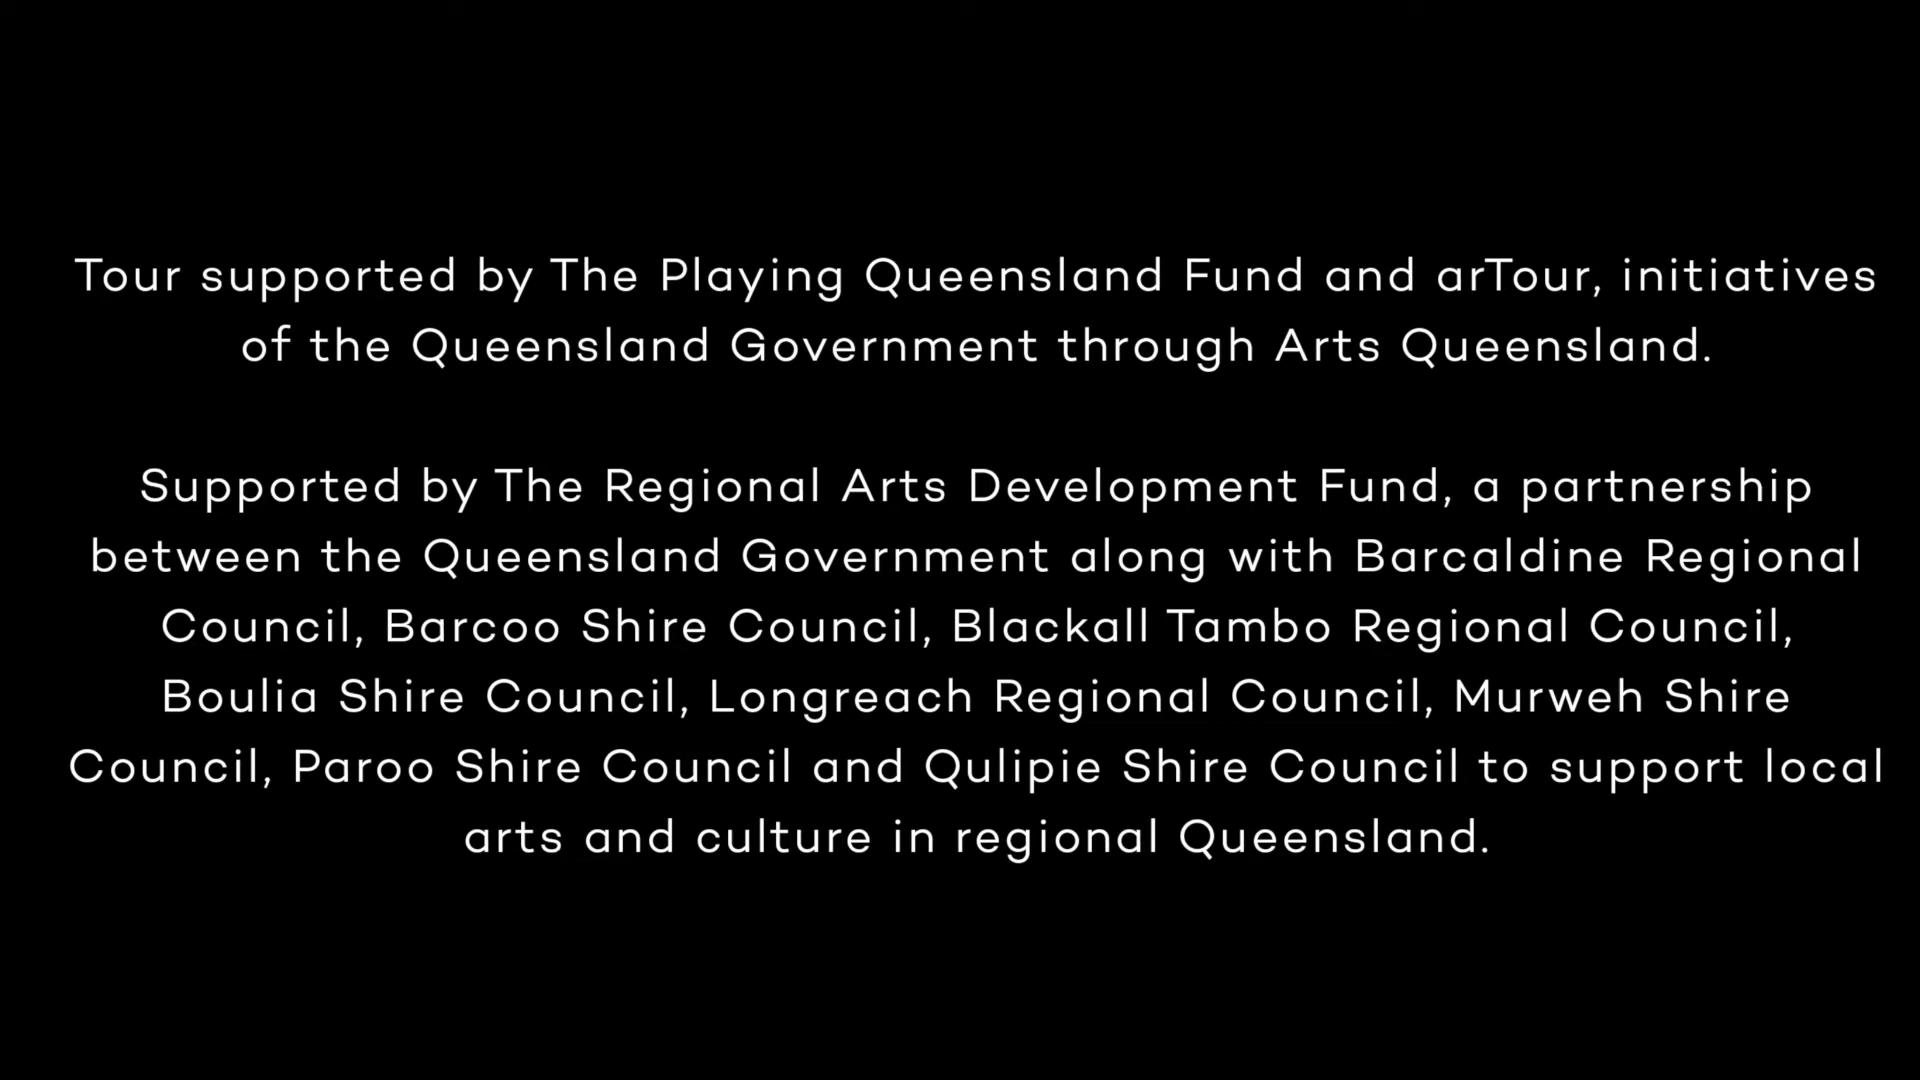 Tour supported by The Playing Queensland Fund and arTour, initiatives
of the Queensland Government through Arts Queensland.
Supported by The Regional Arts Development Fund, a partnership
between the Queensland Government along with Barcaldine Regional
Council, Barcoo Shire Council, Blackall Tambo Regional Council,
Boulia Shire Council, Longreach Regional Council, Murweh Shire
Council, Paroo Shire Council and Qulipie Shire Council to support local
arts and culture in regional Queensland.